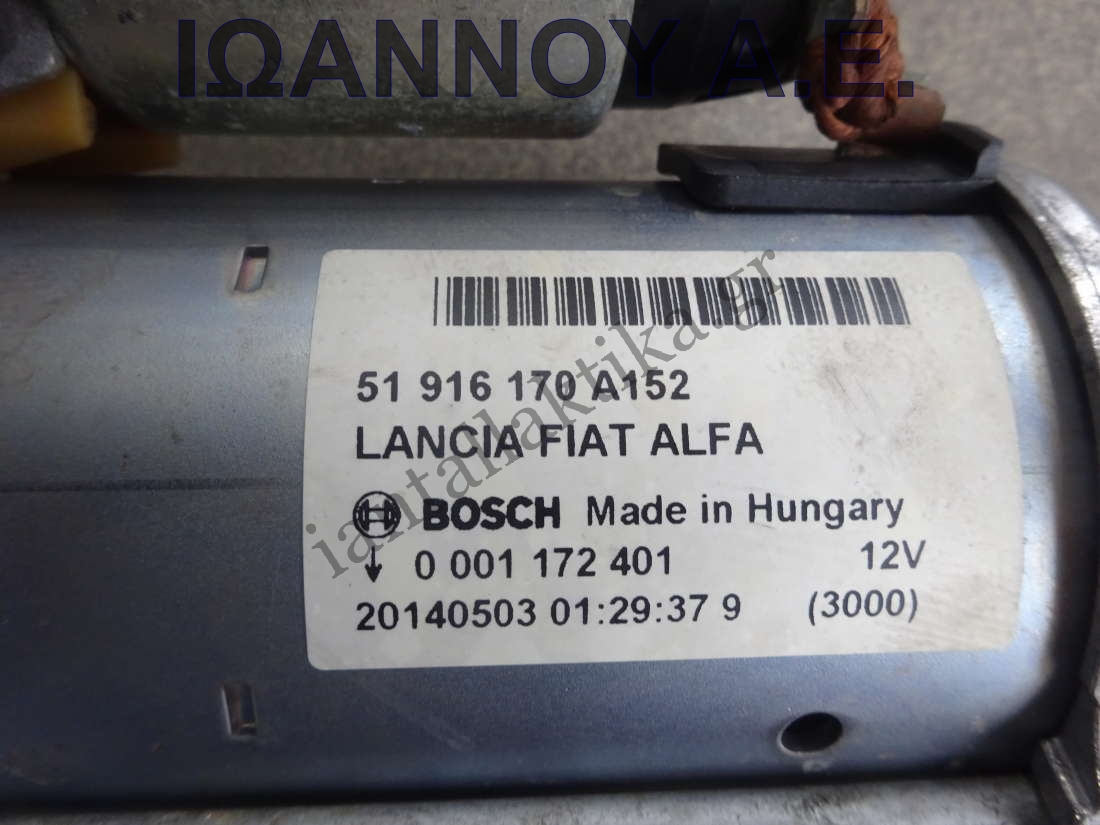 ΙΩΑΝΝΟΥ Α.Ε.
iantallaktika.gr
51 916 170 A152
LANCIA FIAT ALFA
BOSCH Made in Hungary
0 001 172 401 12V
20140503 01:29:37 9 (3000)